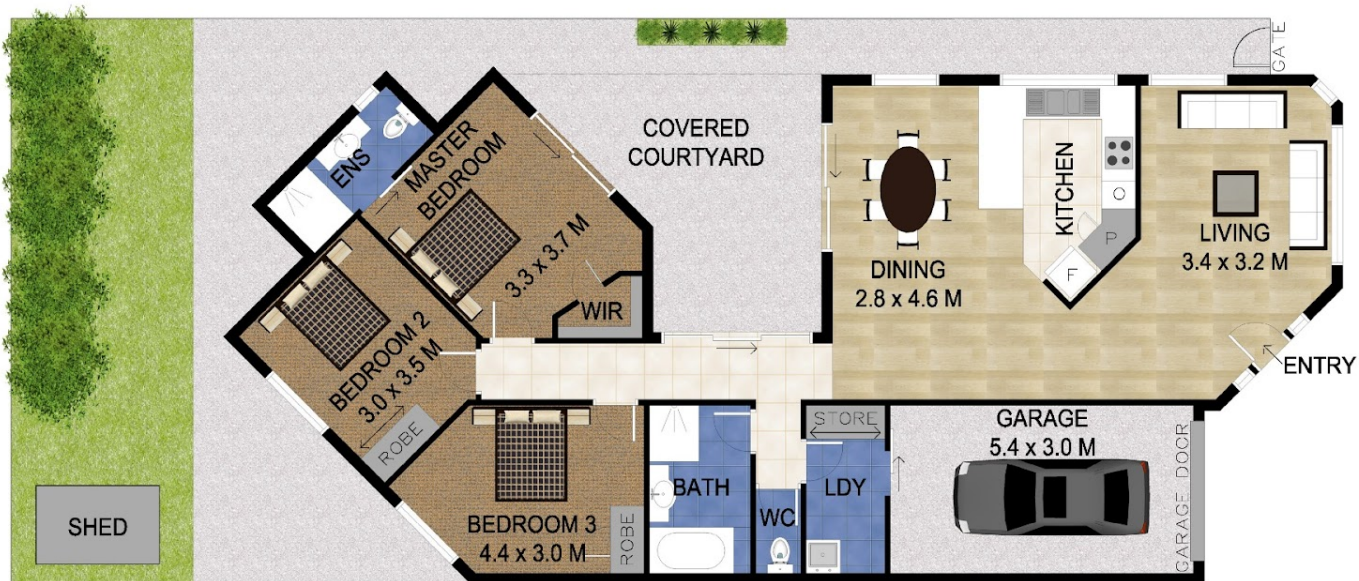 GATE
COVERED
COURTYARD
ENS
MASTER
BEDROOM
3.3 x 3.7 M
WIR
BEDROOM 2
3.0 x 3.5 M
ROBE
BEDROOM 3
4.4 x 3.0 M
ROBE
SHED
DINING
2.8 x 4.6 M
KITCHEN
O
P
F
LIVING
3.4 x 3.2 M
ENTRY
BATH
WC
STORE
LDY
GARAGE
5.4 x 3.0 M
GARAGE DOOR